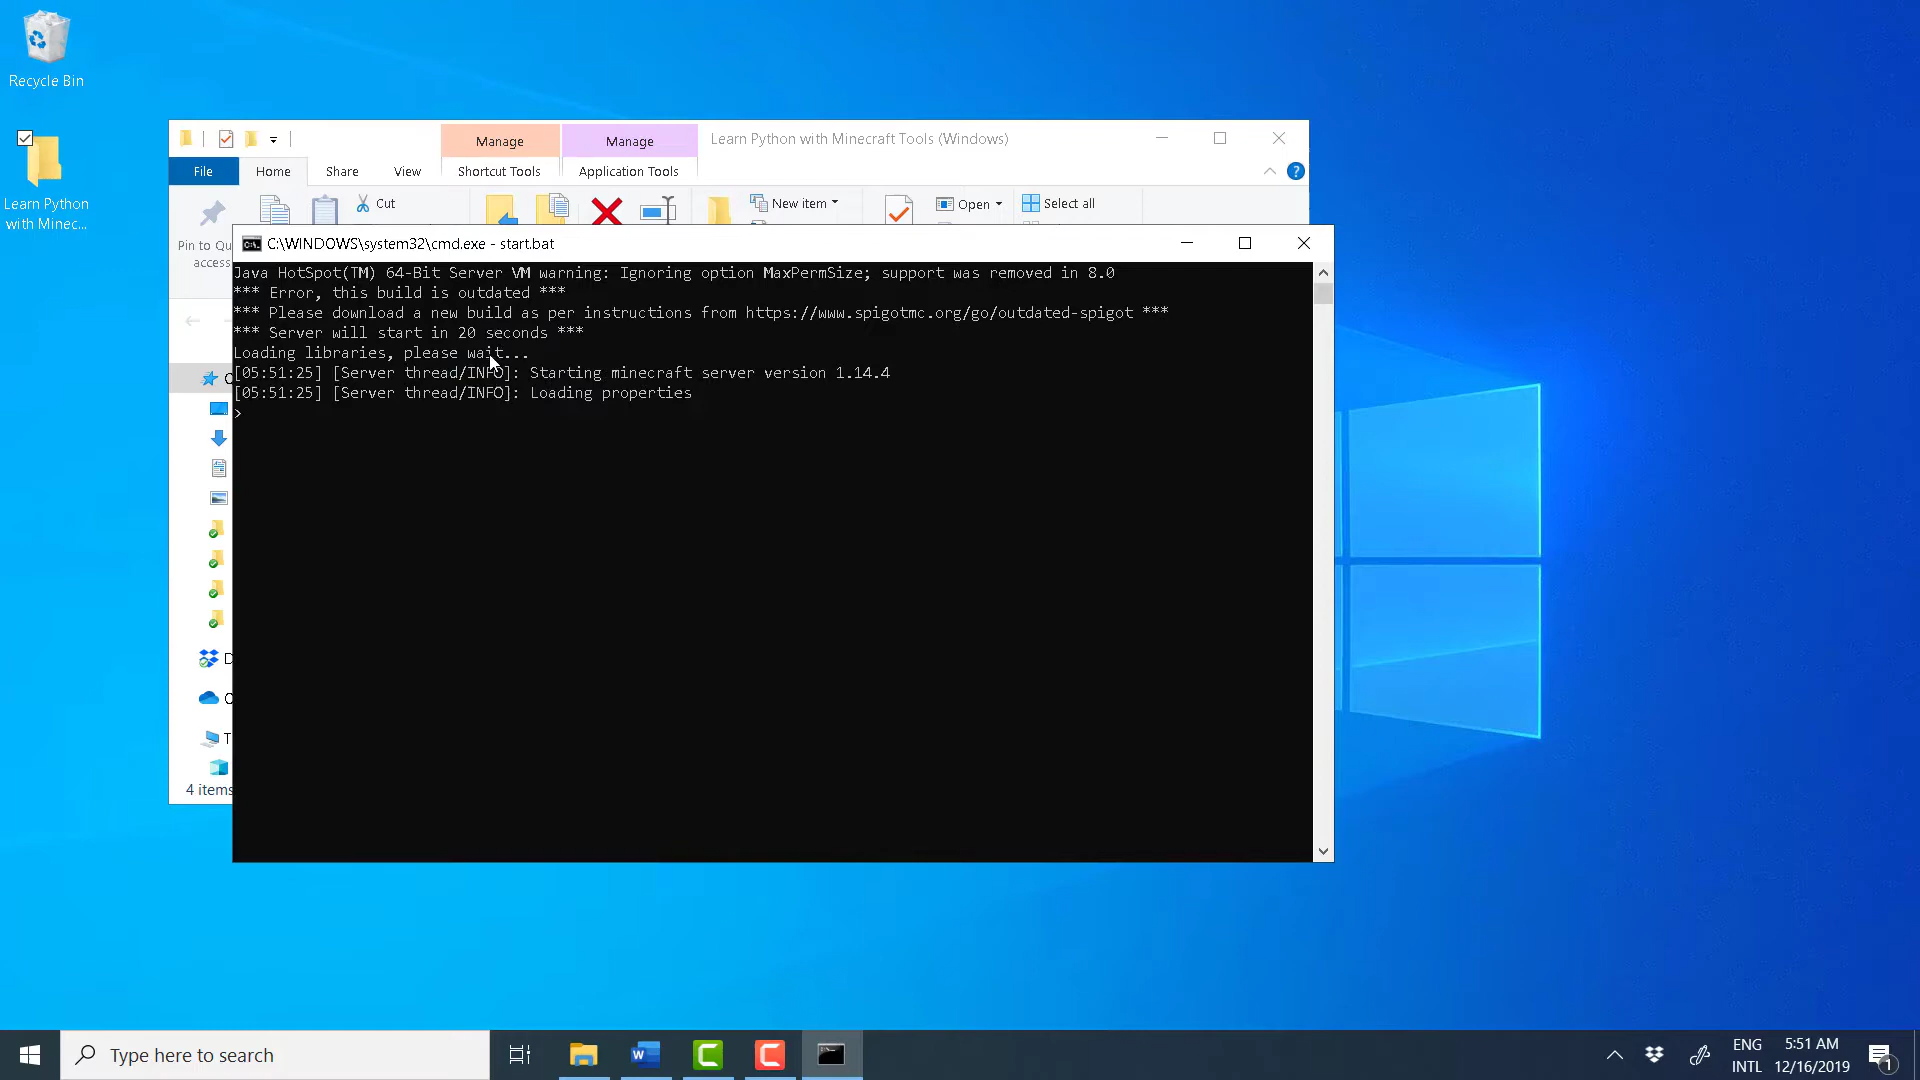 Recycle Bin
Learn Python
with Minec...
Manage
Manage
Learn Python with Minecraft Tools (Windows)
File
Home
Share
View
Shortcut Tools
Application Tools
Pin to Qu
access
Cut
New item
Open
Select all
C:\WINDOWS\system32\cmd.exe - start.bat
Java HotSpot(TM) 64-Bit Server VM warning: Ignoring option MaxPermSize; support was removed in 8.0
*** Error, this build is outdated ***
*** Please download a new build as per instructions from https://www.spigotmc.org/go/outdated-spigot ***
*** Server will start in 20 seconds ***
Loading libraries, please wait...
[05:51:25] [Server thread/INFO]: Starting minecraft server version 1.14.4
[05:51:25] [Server thread/INFO]: Loading properties
>
4 items
Type here to search
ENG
INTL
5:51 AM
12/16/2019
1